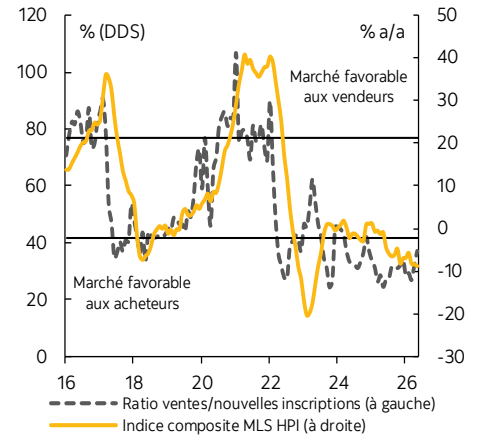 % (DDS)
% a/a
120
100
80
60
40
20
0
50
40
30
20
10
0
-10
-20
-30
Marché favorable
aux vendeurs
Marché favorable
aux acheteurs
16 18 20 22 24 26
Ratio ventes/nouvelles inscriptions (à gauche)
Indice composite MLS HPI (à droite)